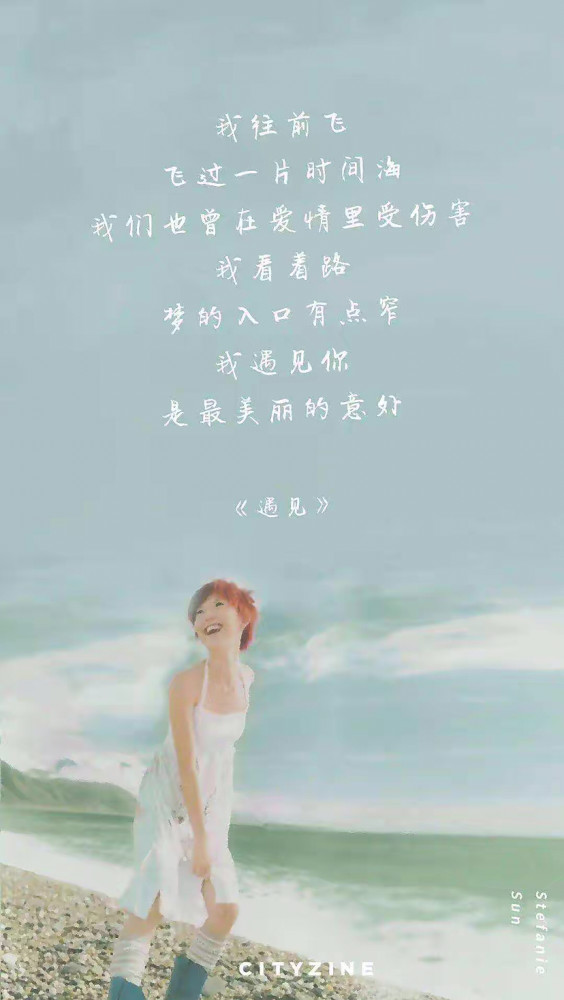 我往前飞
飞过一片时间海
我们也曾在爱情里受伤害
我看着路
梦的入口有点窄
我遇见你
是最美丽的意外
《遇见》
Stefanie
Sun
CITYZINE